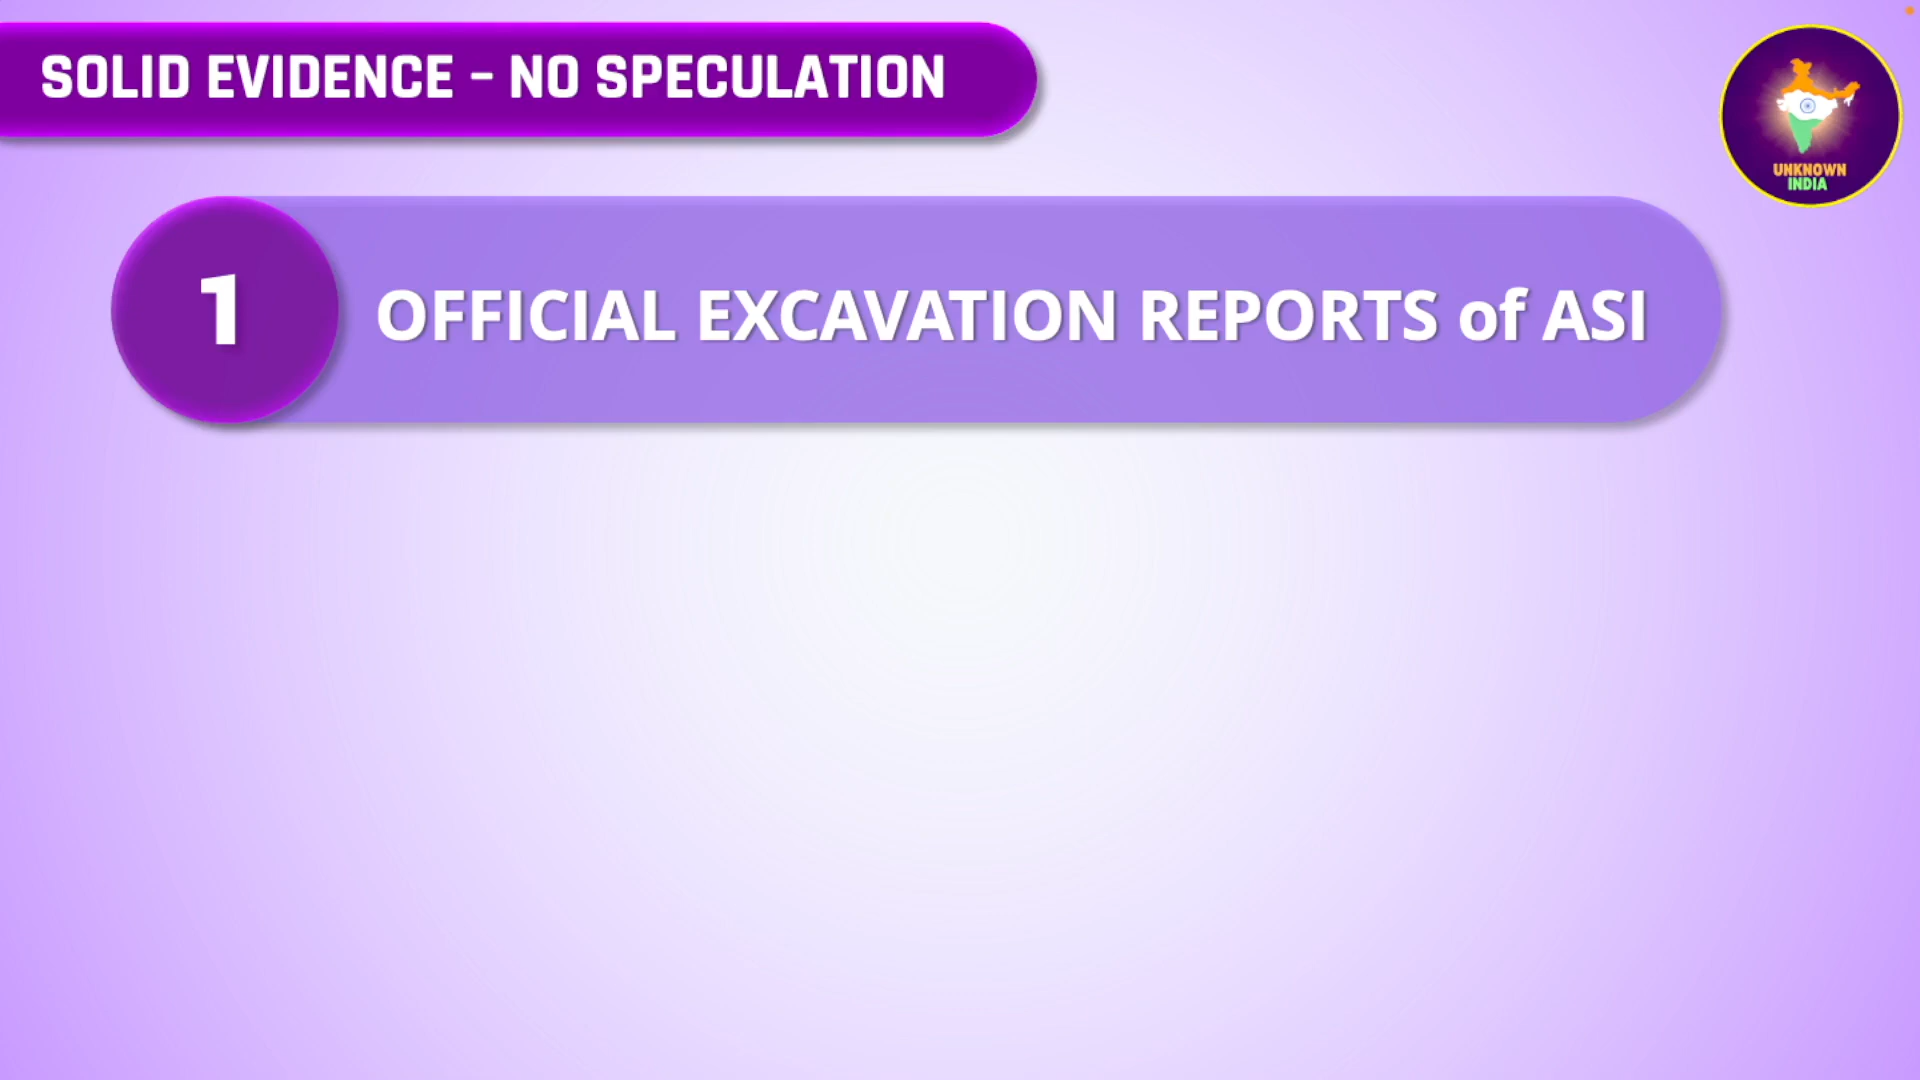 SOLID EVIDENCE - NO SPECULATION
UNKNOWN
INDIA
1
OFFICIAL EXCAVATION REPORTS of ASI